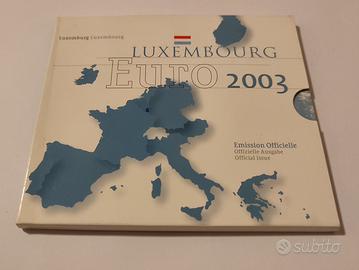 Luxemburg Luxembourg
LUXEMBOURG
Euro 2003
Emission Officielle
Offizielle Ausgabe
Official Issue
subito